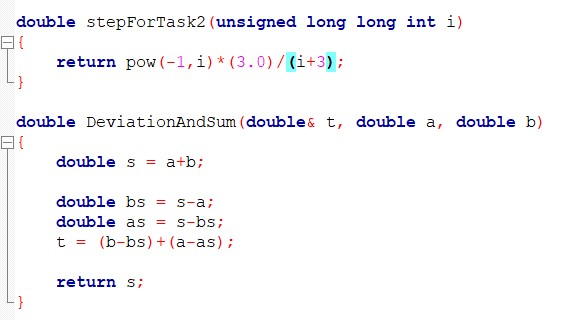 double stepForTask2(unsigned long long int i)
{
    return pow(-1,i)*(3.0)/(i+3);
}
double DeviationAndSum(double& t, double a, double b)
{
    double s = a+b;
    double bs = s-a;
    double as = s-bs;
    t = (b-bs)+(a-as);
    return s;
}